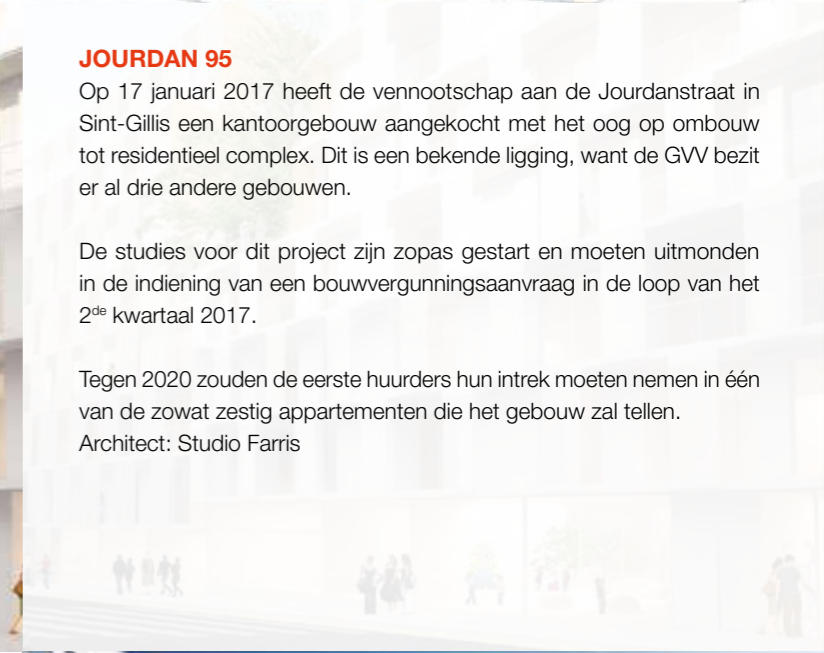 JOURDAN 95
Op 17 januari 2017 heeft de vennootschap aan de Jourdanstraat in
Sint-Gillis een kantoorgebouw aangekocht met het oog op ombouw
tot residentieel complex. Dit is een bekende ligging, want de GVV bezit
er al drie andere gebouwen.

De studies voor dit project zijn zopas gestart en moeten uitmonden
in de indiening van een bouwvergunningsaanvraag in de loop van het
2de kwartaal 2017.

Tegen 2020 zouden de eerste huurders hun intrek moeten nemen in één
van de zowat zestig appartementen die het gebouw zal tellen.
Architect: Studio Farris